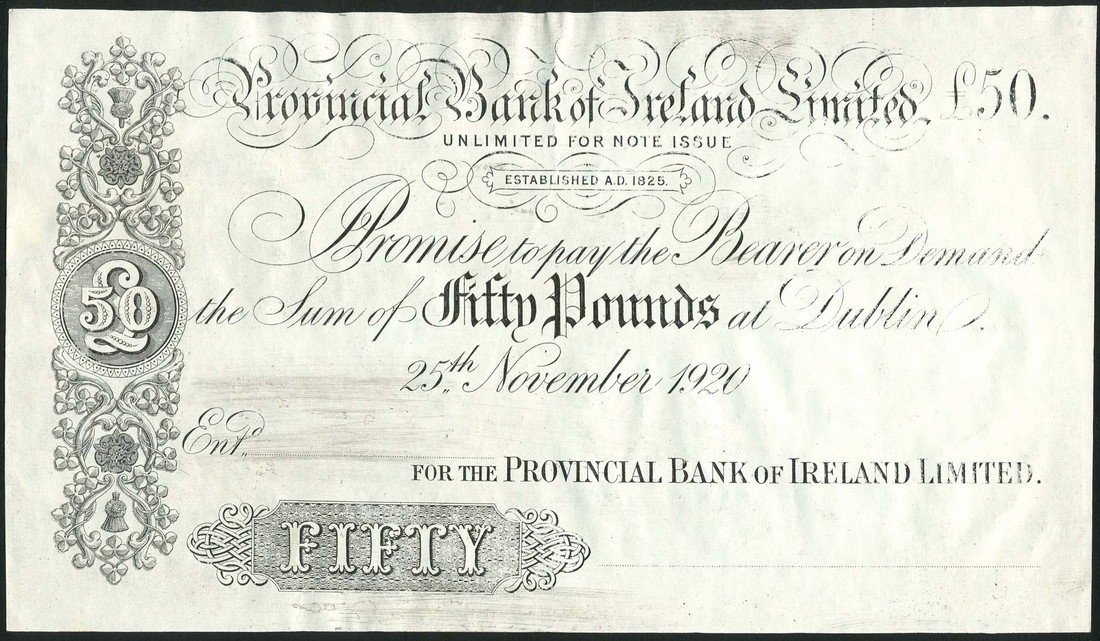 Provincial Bank of Ireland Limited. £50.
UNLIMITED FOR NOTE ISSUE
ESTABLISHED A.D. 1825.
I Promise to pay the Bearer on Demand
£50
the Sum of Fifty Pounds at Dublin.
25th November 1920
Entd.
FOR THE PROVINCIAL BANK OF IRELAND LIMITED.
FIFTY